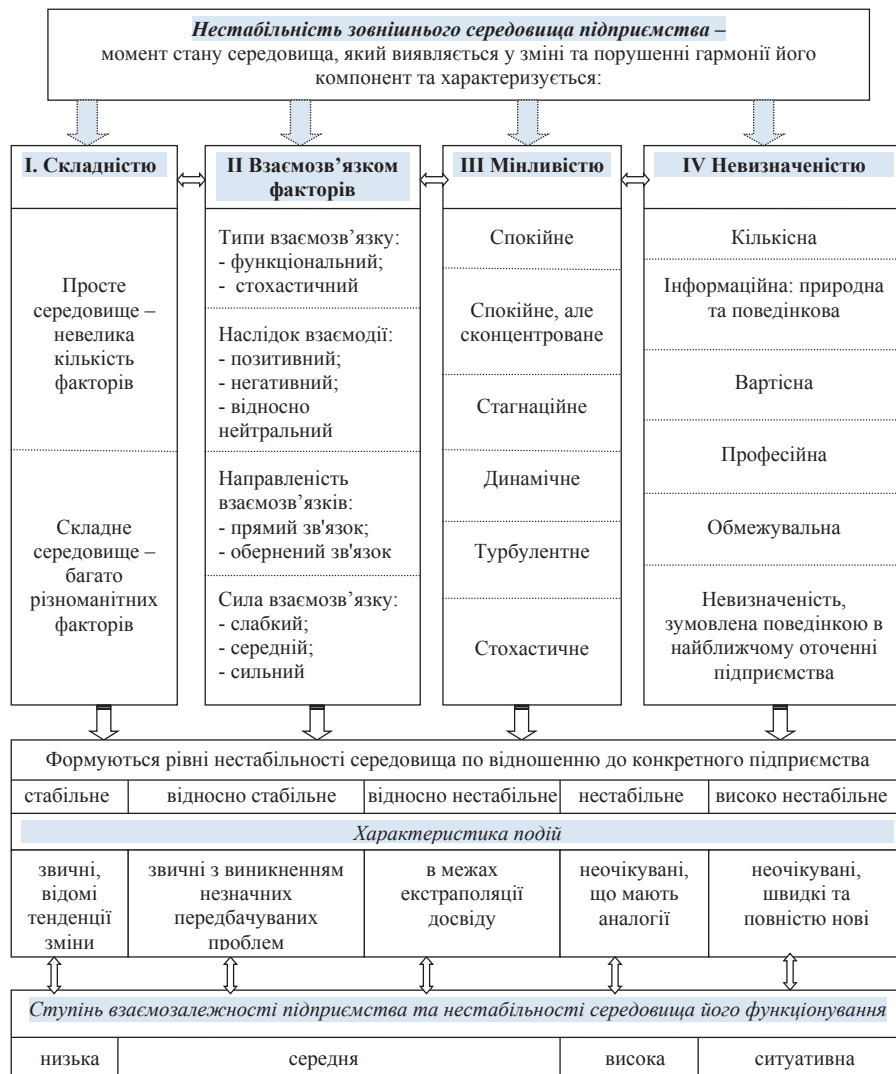 Нестабільність зовнішнього середовища підприємства –
момент стану середовища, який виявляється у зміні та порушенні гармонії його
компонент та характеризується:
І. Складністю
Просте
середовище –
невелика
кількість
факторів
Складне
середовище –
багато
різноманітних
факторів
ІІ Взаємозв’язком
факторів
Типи взаємозв’язку:
- функціональний;
- стохастичний
Наслідок взаємодії:
- позитивний;
- негативний;
- відносно
нейтральний
Направленість
взаємозв’язків:
- прямий зв'язок;
- обернений зв'язок
Сила взаємозв’язку:
- слабкий;
- середній;
- сильний
ІІІ Мінливістю
Спокійне
Спокійне, але
сконцентроване
Стагнаційне
Динамічне
Турбулентне
Стохастичне
IV Невизначеністю
Кількісна
Інформаційна: природна
та поведінкова
Вартісна
Професійна
Обмежувальна
Невизначеність,
зумовлена поведінкою в
найближчому оточенні
підприємства
Формуються рівні нестабільності середовища по відношенню до конкретного підприємства
стабільне
відносно стабільне
відносно нестабільне
нестабільне
високо нестабільне
Характеристика подій
звичні,
відомі
тенденції
зміни
звичні з виникненням
незначних
передбачуваних
проблем
в межах
екстраполяції
досвіду
неочікувані,
що мають
аналогії
неочікувані,
швидкі та
повністю нові
Ступінь взаємозалежності підприємства та нестабільності середовища його функціонування
низька
середня
висока
ситуативна